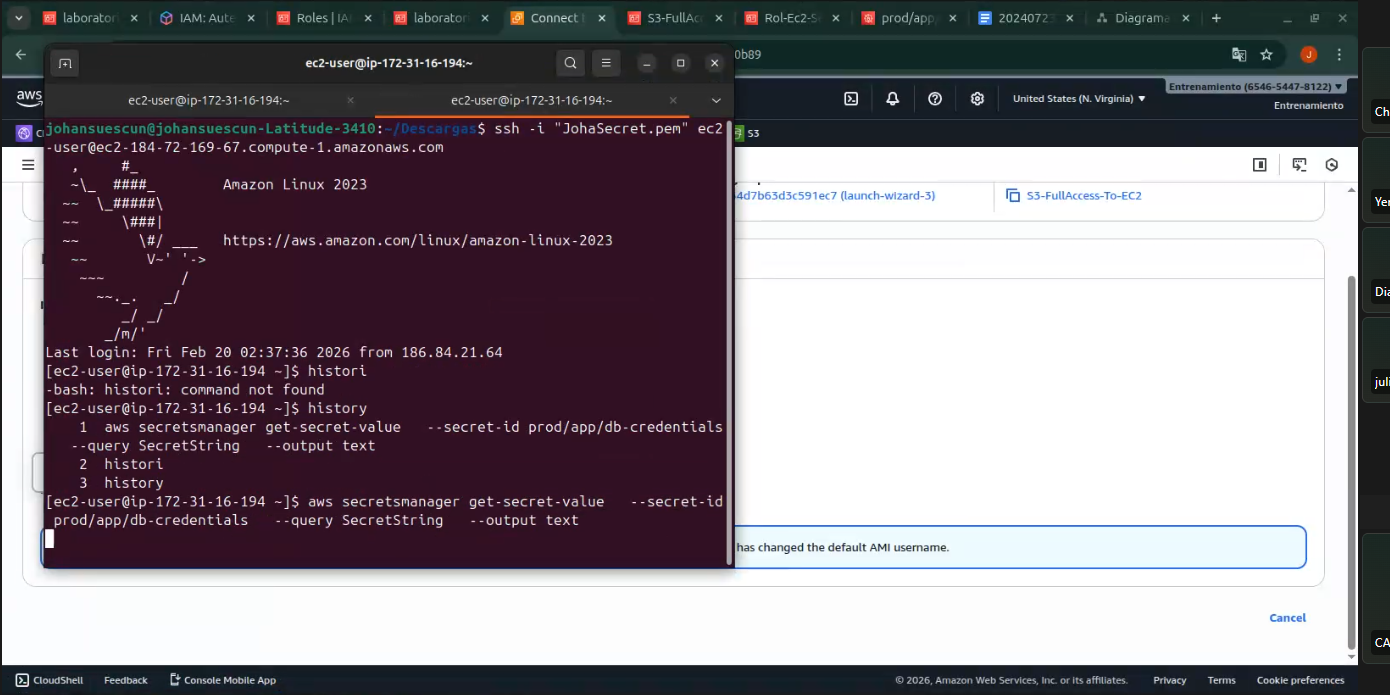 laborator
IAM: Aute
Roles | IA
laborator
Connect
S3-FullAc
Rol-Ec2-S
prod/app
20240723
Diagrama
0b89
J
ec2-user@ip-172-31-16-194:~
ec2-user@ip-172-31-16-194:~
ec2-user@ip-172-31-16-194:~
aws
United States (N. Virginia)
Entrenamiento (6546-5447-8122)
Entrenamiento
S3
johansuescun@johansuescun-Latitude-3410:~/Descargas$ ssh -i "JohaSecret.pem" ec2
-user@ec2-184-72-169-67.compute-1.amazonaws.com
   ,     #_
   ~\_  ####_        Amazon Linux 2023
  ~~  \_#####\
  ~~     \###|
  ~~       \#/ ___   https://aws.amazon.com/linux/amazon-linux-2023
   ~~       V~' '->
    ~~~         /
      ~~._.   _/
         _/ _/
       _/m/'
Last login: Fri Feb 20 02:37:36 2026 from 186.84.21.64
[ec2-user@ip-172-31-16-194 ~]$ histori
-bash: histori: command not found
[ec2-user@ip-172-31-16-194 ~]$ history
    1  aws secretsmanager get-secret-value   --secret-id prod/app/db-credentials
   --query SecretString   --output text
    2  histori
    3  history
[ec2-user@ip-172-31-16-194 ~]$ aws secretsmanager get-secret-value   --secret-id
 prod/app/db-credentials   --query SecretString   --output text
4d7b63d3c591ec7 (launch-wizard-3)
S3-FullAccess-To-EC2
has changed the default AMI username.
Cancel
CloudShell
Feedback
Console Mobile App
© 2026, Amazon Web Services, Inc. or its affiliates.
Privacy
Terms
Cookie preferences
Ch
Yer
Dia
juli
CA